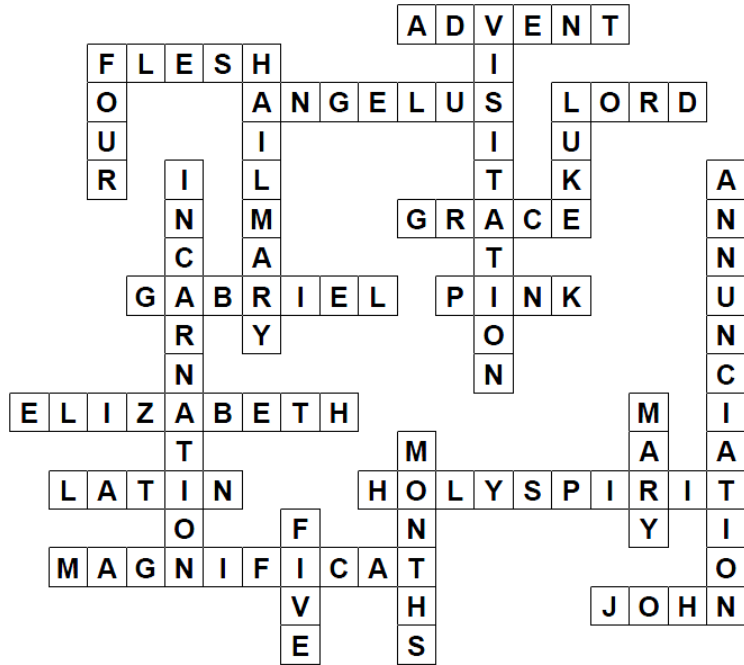 ADVENT
FLESH
ANGELUS
LORD
GRACE
GABRIEL
PINK
ELIZABETH
LATIN
HOLYSPIRIT
MAGNIFICAT
JOHN
VISITATION
FOUR
HAILMARY
LUKE
INCARNATION
ANNUNCIATION
MARY
MONTHS
FIVE